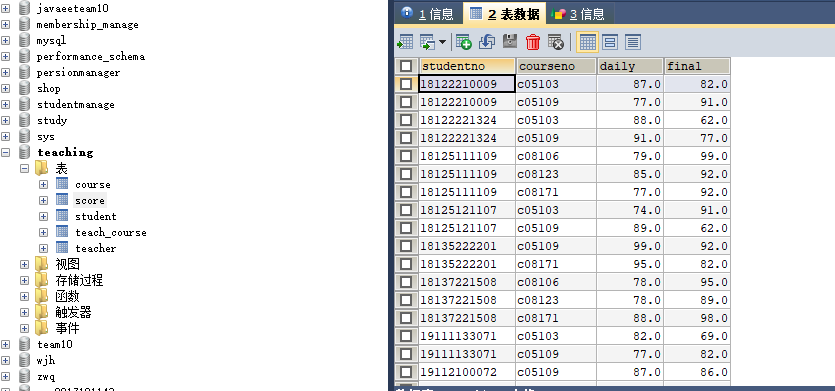 javaeeteam10
membership_manage
mysql
performance_schema
persionmanager
shop
studentmanage
study
sys
teaching
表
course
score
student
teach_course
teacher
视图
存储过程
函数
触发器
事件
team10
wjh
zwq
1 信息 2 表数据 3 信息
studentno courseno daily final
18122210009 c05103 87.0 82.0
18122210009 c05109 77.0 91.0
18122221324 c05103 88.0 62.0
18122221324 c05109 91.0 77.0
18125111109 c08106 79.0 99.0
18125111109 c08123 85.0 92.0
18125111109 c08171 77.0 92.0
18125121107 c05103 74.0 91.0
18125121107 c05109 89.0 62.0
18135222201 c05109 99.0 92.0
18135222201 c08171 95.0 82.0
18137221508 c08106 78.0 95.0
18137221508 c08123 78.0 89.0
18137221508 c08171 88.0 98.0
19111133071 c05103 82.0 69.0
19111133071 c05109 77.0 82.0
19112100072 c05109 87.0 86.0